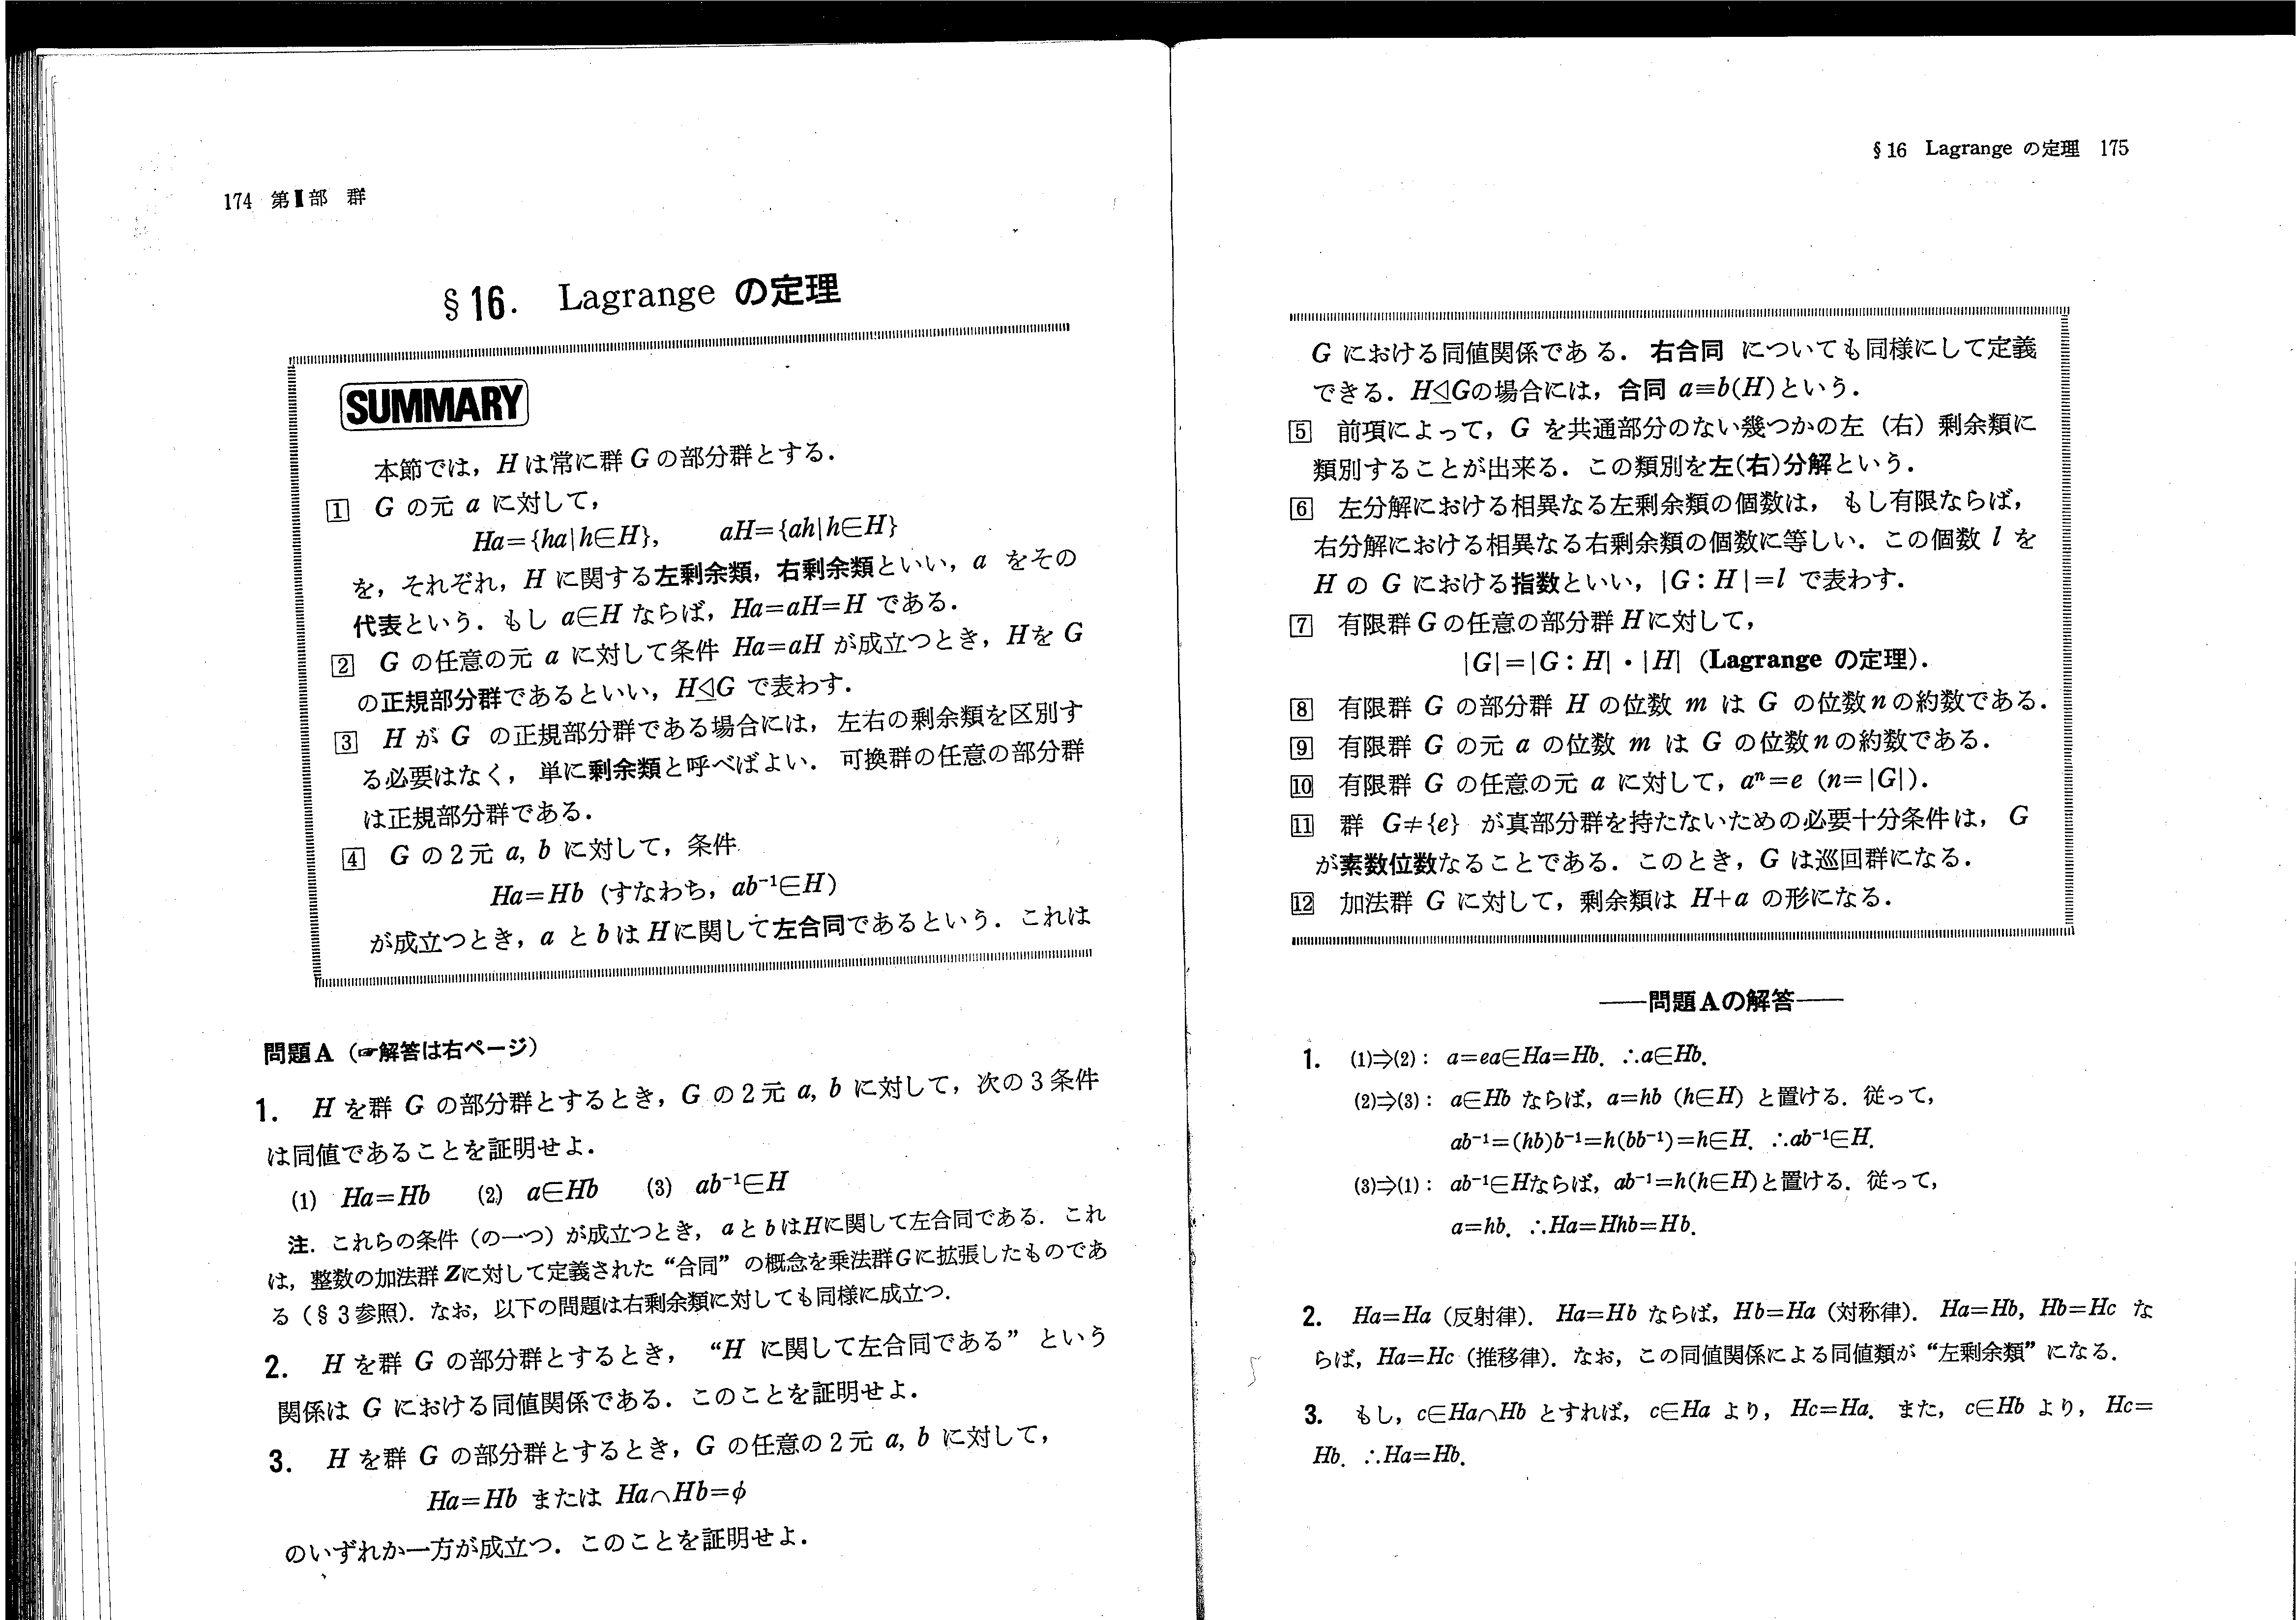 174 第Ⅱ部 群
§16. Lagrange の定理
SUMMARY
本節では，Hは常に群Gの部分群とする．
1 G の元 a に対して，
Ha={ha|h∈H}, aH={ah|h∈H}
を，それぞれ，H に関する左剰余類，右剰余類といい，a をその
代表という．もし a∈H ならば，Ha=aH=H である．
2 G の任意の元 a に対して条件 Ha=aH が成立つとき，HをG
の正規部分群であるといい，H⊴G で表わす．
3 H が G の正規部分群である場合には，左右の剰余類を区別す
る必要はなく，単に剰余類と呼べばよい．可換群の任意の部分群
は正規部分群である．
4 G の2元 a, b に対して，条件
Ha=Hb (すなわち，ab⁻¹∈H)
が成立つとき，a とbはHに関して左合同であるという．これは
問題A（☞解答は右ページ）
1. H を群 G の部分群とするとき，G の2元 a, b に対して，次の3条件
は同値であることを証明せよ．
(1) Ha=Hb (2) a∈Hb (3) ab⁻¹∈H
注．これらの条件（の一つ）が成立つとき，aとbはHに関して左合同である．これ
は，整数の加法群Zに対して定義された“合同”の概念を乗法群Gに拡張したものであ
る（§3参照）．なお，以下の問題は右剰余類に対しても同様に成立つ．
2. H を群 G の部分群とするとき，“H に関して左合同である”という
関係は G における同値関係である．このことを証明せよ．
3. H を群 G の部分群とするとき，G の任意の2元 a, b に対して，
Ha=Hb または Ha∩Hb=φ
のいずれか一方が成立つ．このことを証明せよ．
§16 Lagrange の定理 175
G における同値関係である．右合同 についても同様にして定義
できる．H⊴Gの場合には，合同 a≡b(H)という．
5 前項によって，G を共通部分のない幾つかの左（右）剰余類に
類別することが出来る．この類別を左(右)分解という．
6 左分解における相異なる左剰余類の個数は，もし有限ならば，
右分解における相異なる右剰余類の個数に等しい．この個数 l を
H の G における指数といい，|G:H|=l で表わす．
7 有限群Gの任意の部分群Hに対して，
|G|=|G:H|・|H| (Lagrange の定理)．
8 有限群 G の部分群 H の位数 m は G の位数nの約数である．
9 有限群 G の元 a の位数 m は G の位数nの約数である．
10 有限群 G の任意の元 a に対して，aⁿ=e (n=|G|)．
11 群 G≠{e} が真部分群を持たないための必要十分条件は，G
が素数位数なることである．このとき，G は巡回群になる．
12 加法群 G に対して，剰余類は H+a の形になる．
——問題Aの解答——
1. (1)⇒(2): a=ea∈Ha=Hb. ∴a∈Hb.
(2)⇒(3): a∈Hb ならば，a=hb (h∈H) と置ける．従って，
ab⁻¹=(hb)b⁻¹=h(bb⁻¹)=h∈H. ∴ab⁻¹∈H.
(3)⇒(1): ab⁻¹∈Hならば，ab⁻¹=h(h∈H)と置ける．従って，
a=hb. ∴Ha=Hhb=Hb.
2. Ha=Ha (反射律)．Ha=Hb ならば，Hb=Ha (対称律)．Ha=Hb, Hb=Hc な
らば，Ha=Hc (推移律)．なお，この同値関係による同値類が“左剰余類”になる．
3. もし，c∈Ha∩Hb とすれば，c∈Ha より，Hc=Ha．また，c∈Hb より，Hc=
Hb. ∴Ha=Hb.